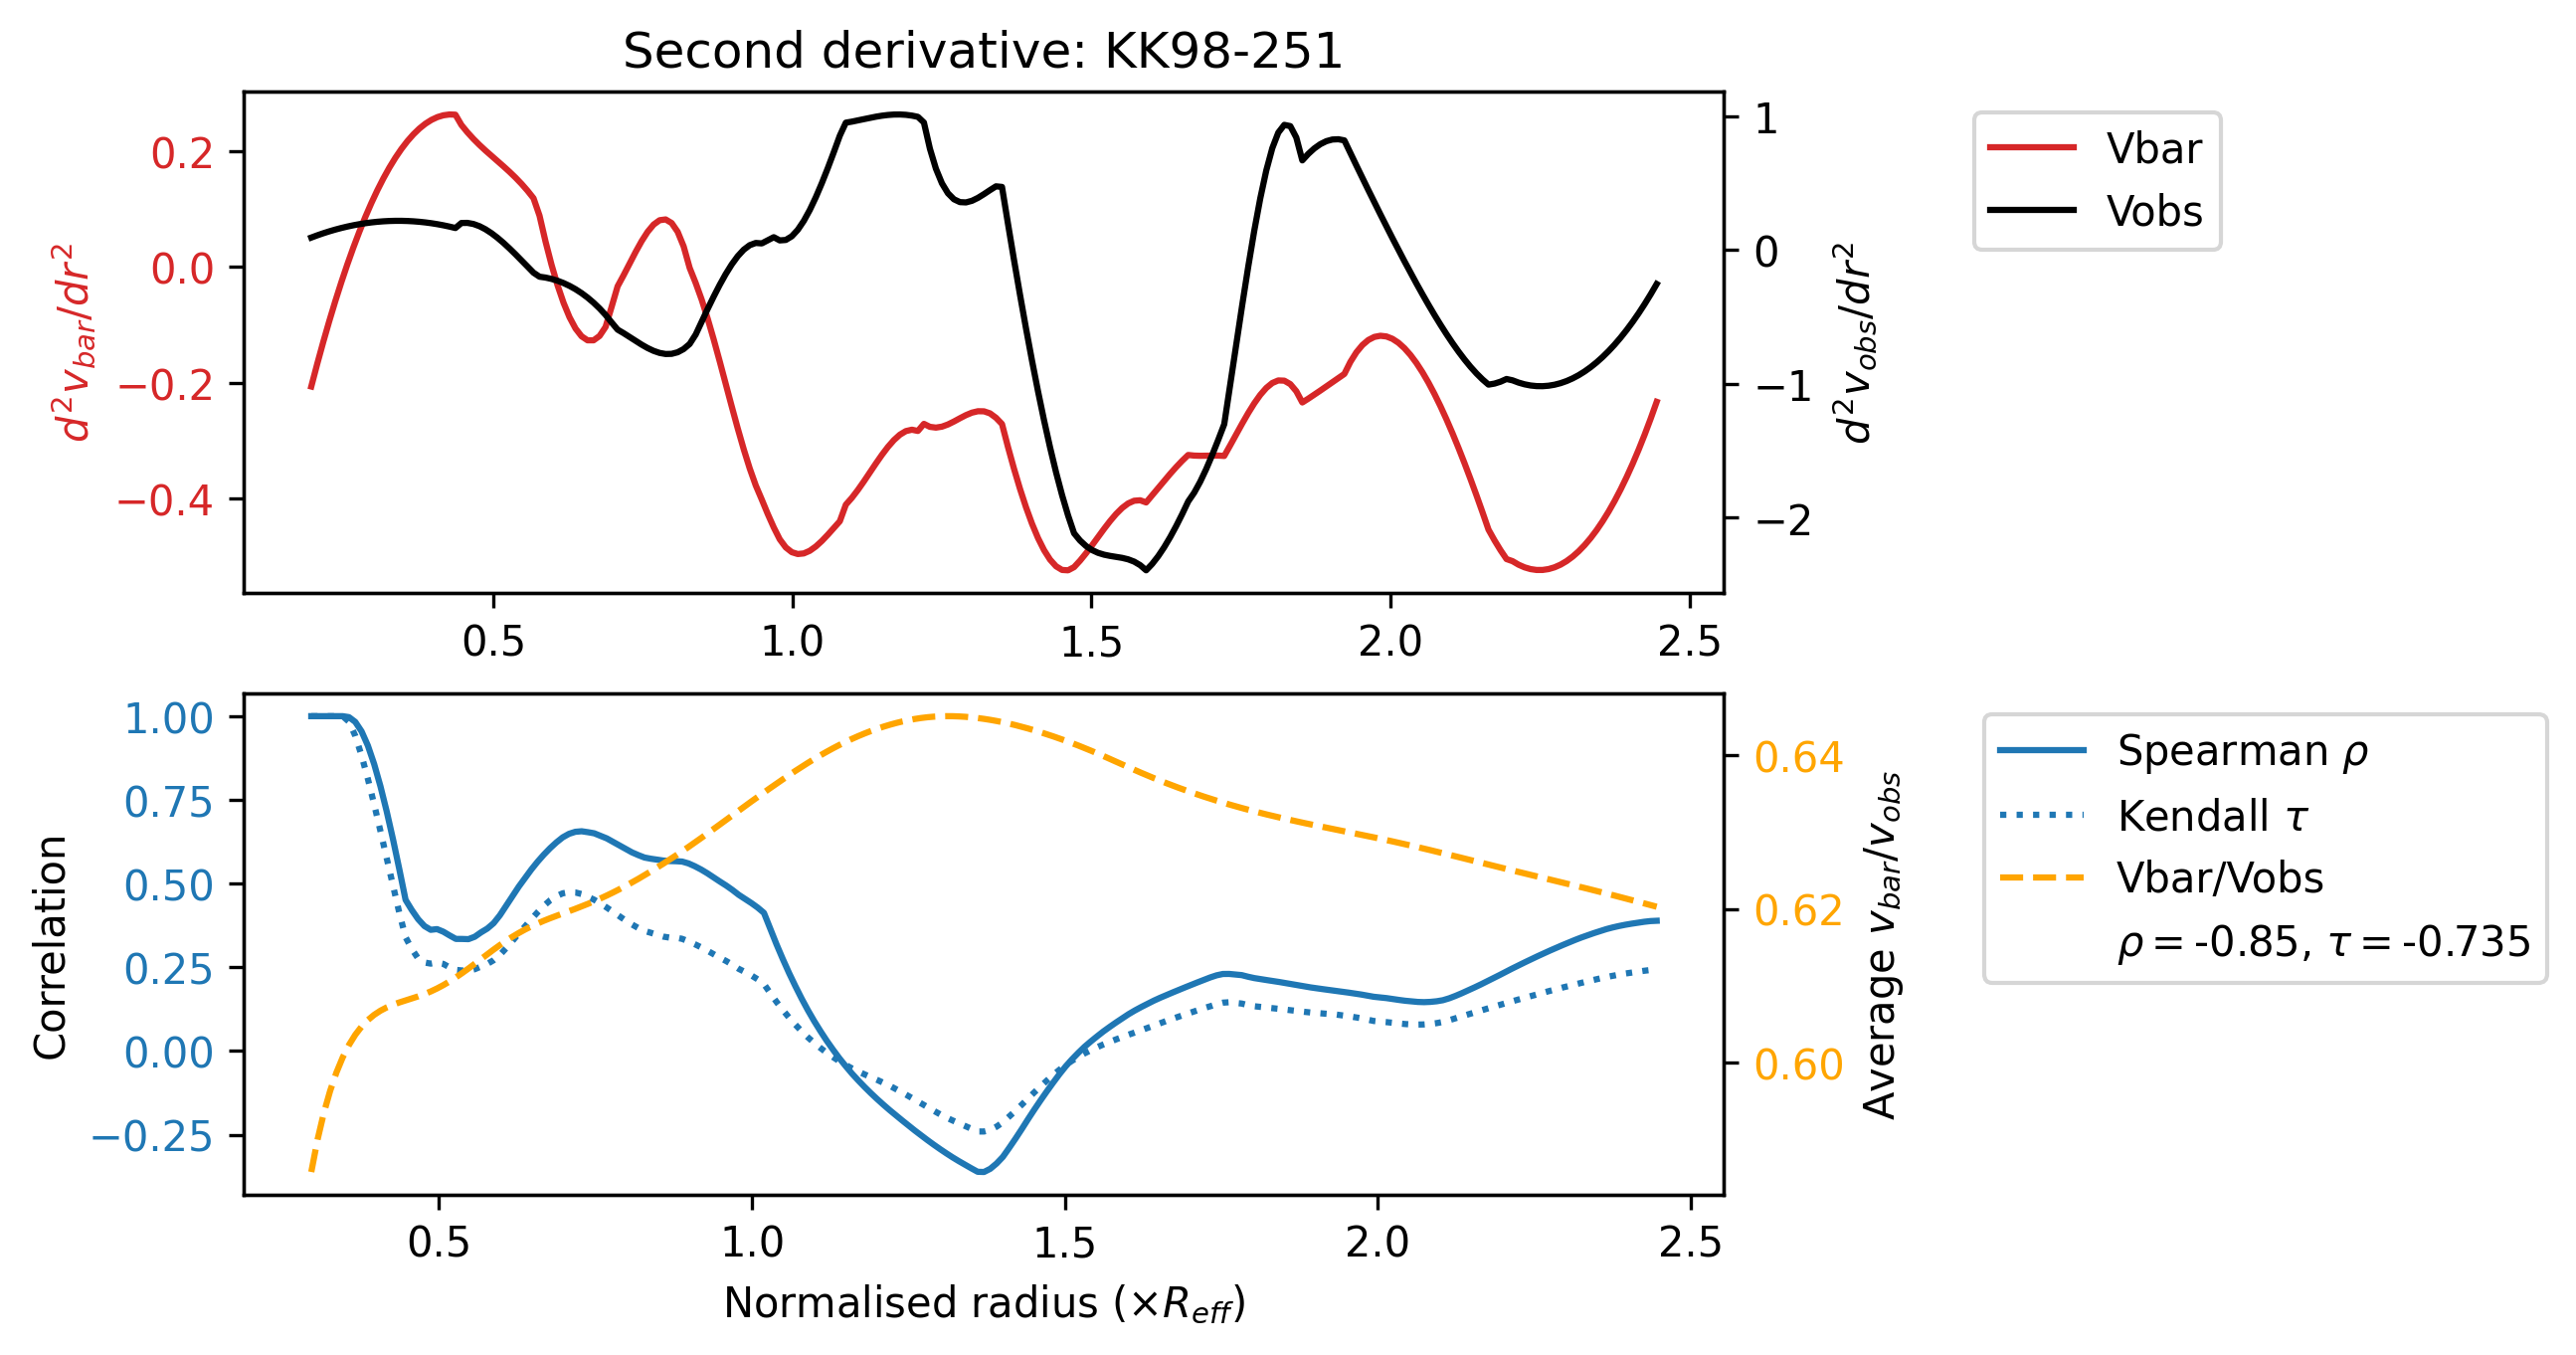 Second derivative: KK98-251
0.2
0.0
−0.2
−0.4
d²v_bar/dr²
1
0
−1
−2
d²v_obs/dr²
0.5 1.0 1.5 2.0 2.5
Vbar
Vobs
1.00
0.75
0.50
0.25
0.00
−0.25
Correlation
0.64
0.62
0.60
Average v_bar/v_obs
0.5 1.0 1.5 2.0 2.5
Normalised radius (×R_eff)
Spearman ρ
Kendall τ
Vbar/Vobs
ρ = -0.85, τ = -0.735